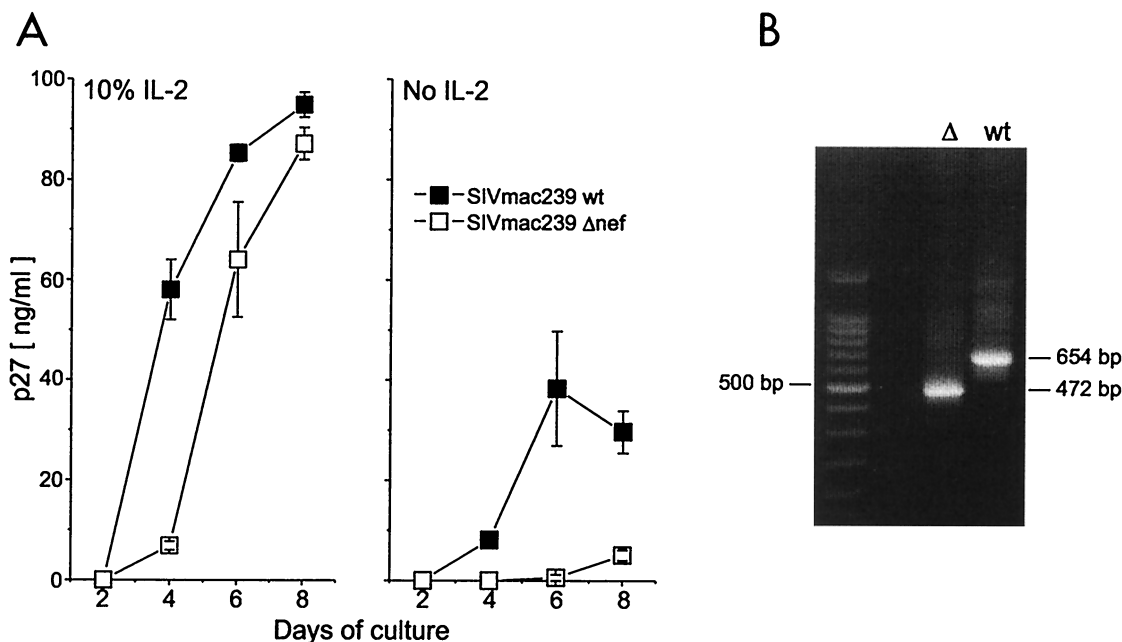 A
10% IL-2
No IL-2
SIVmac239 wt
SIVmac239 Δnef
p27 [ ng/ml ]
100
80
60
40
20
0
2 4 6 8
2 4 6 8
Days of culture
B
Δ wt
500 bp
654 bp
472 bp